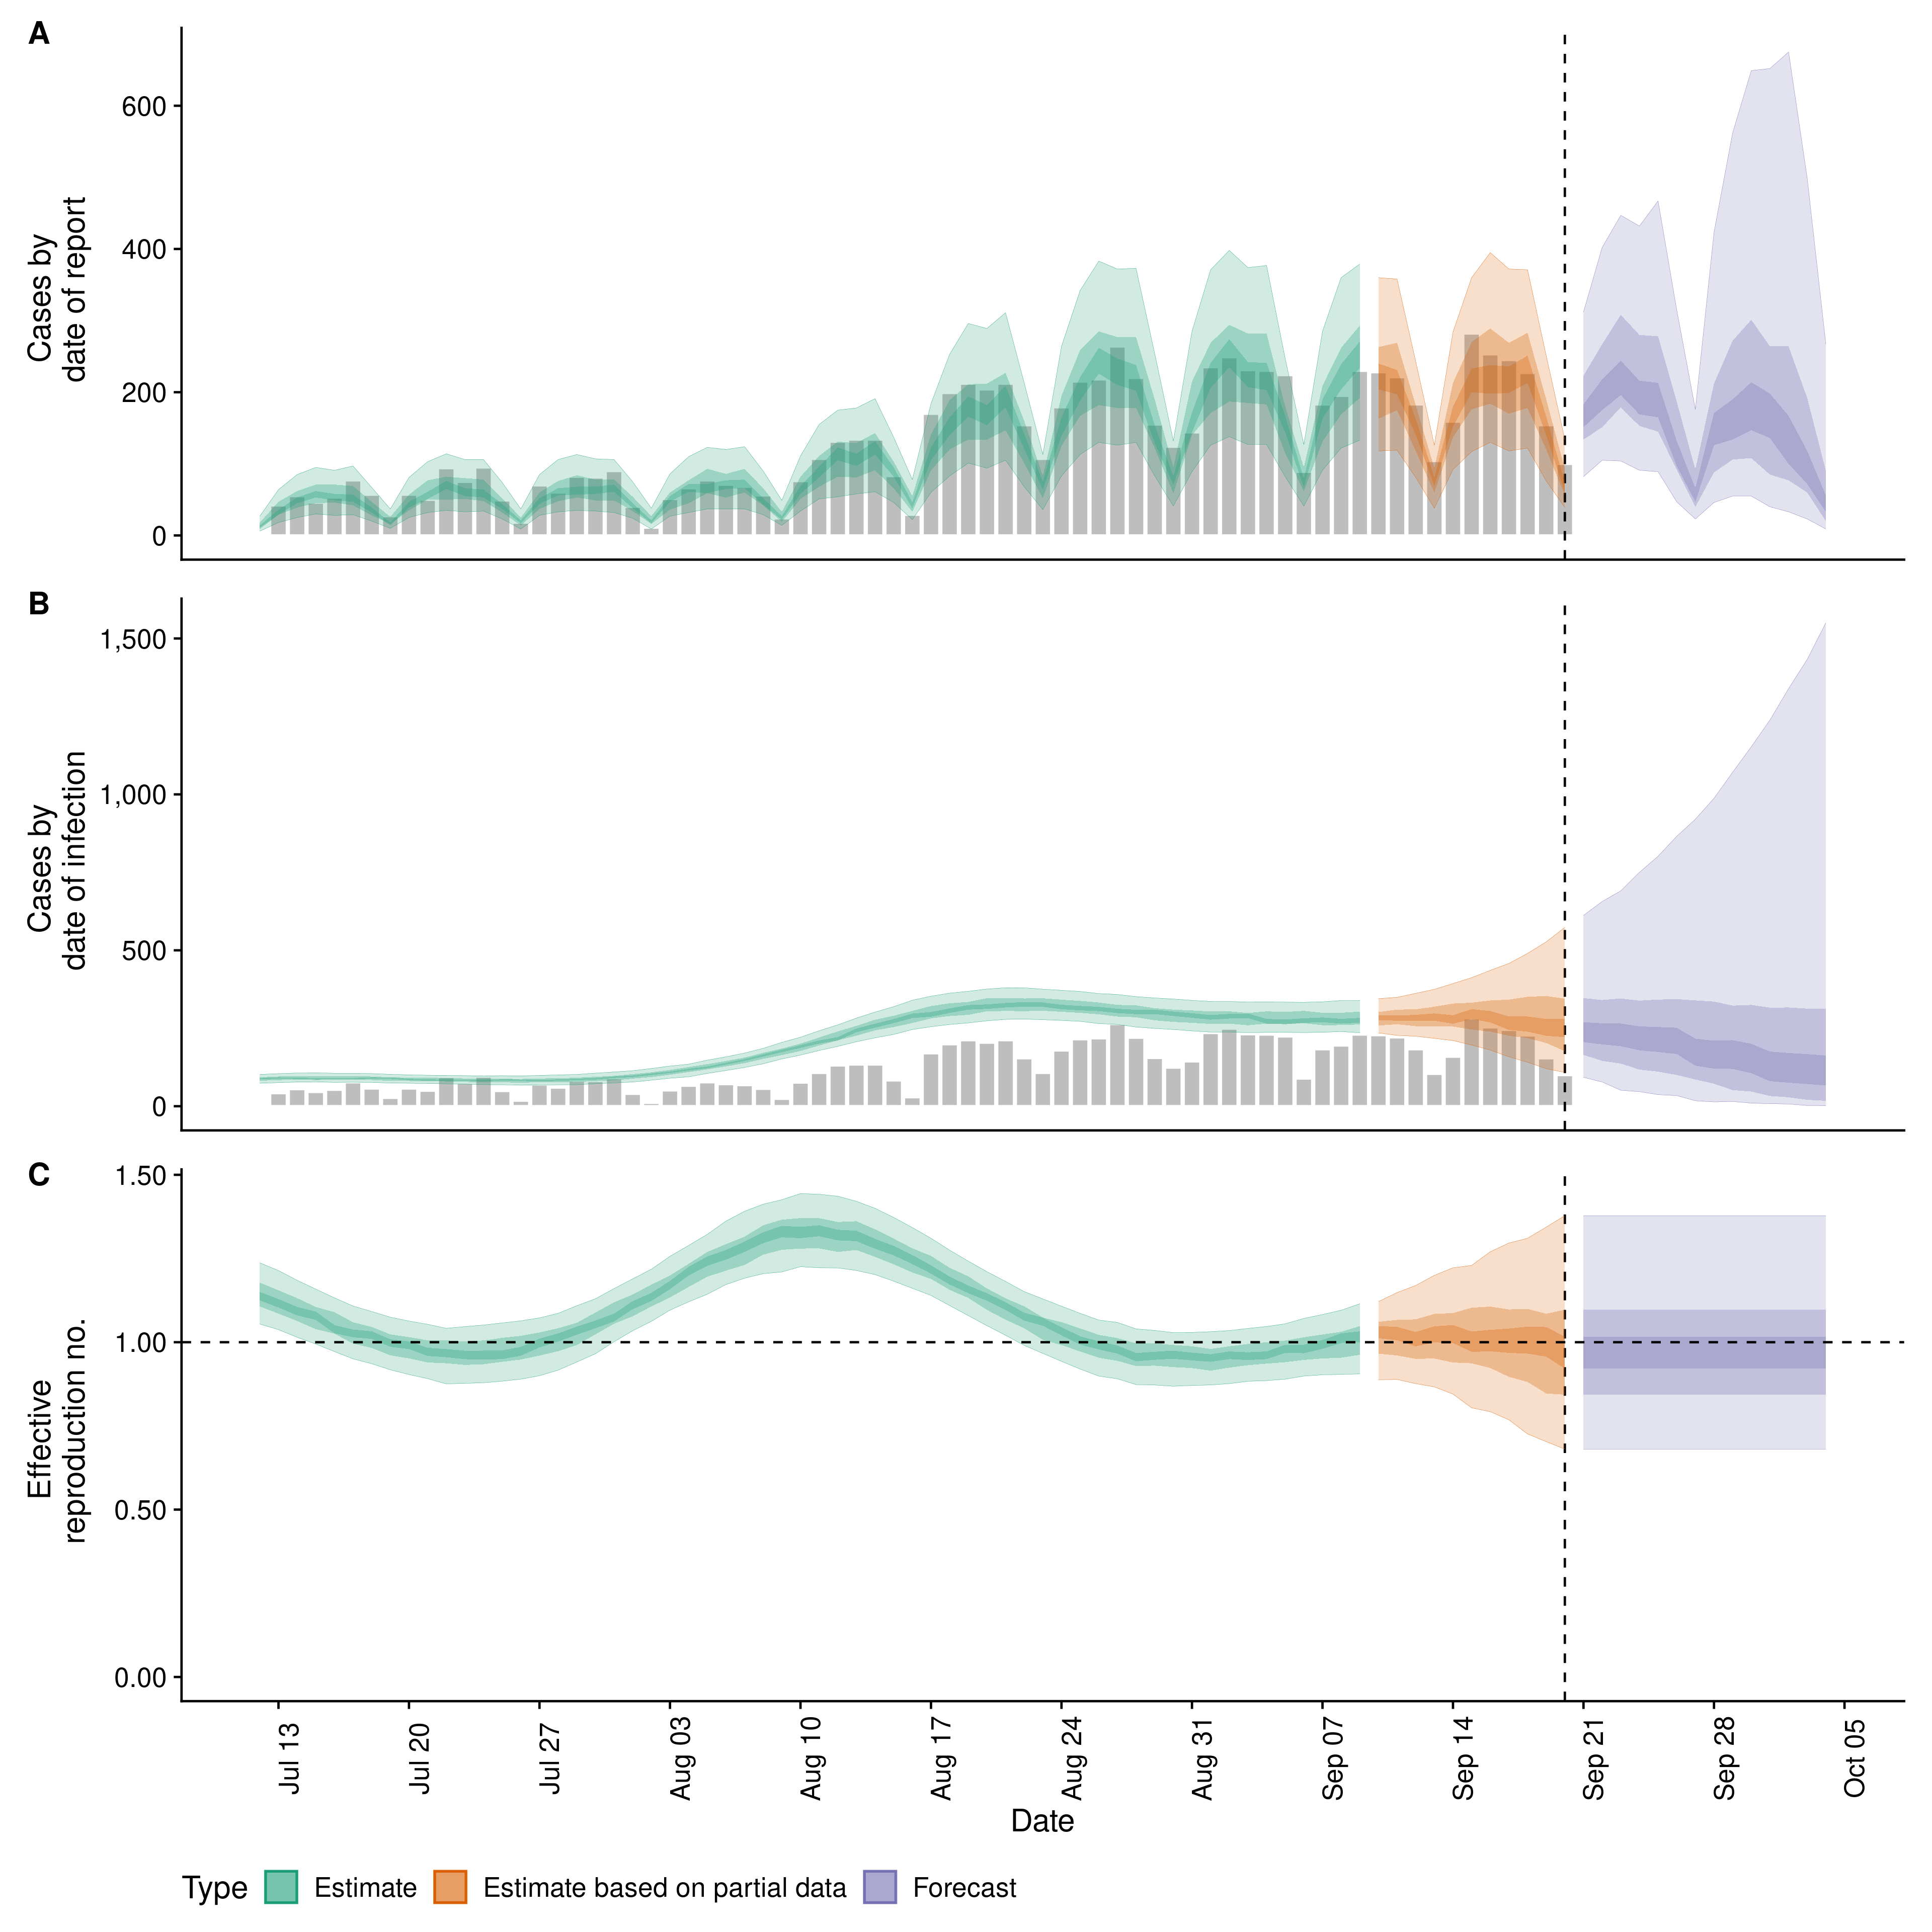 A
Cases by
date of report
600
400
200
0
B
Cases by
date of infection
1,500
1,000
500
0
C
Effective
reproduction no.
1.50
1.00
0.50
0.00
Jul 13
Jul 20
Jul 27
Aug 03
Aug 10
Aug 17
Aug 24
Aug 31
Sep 07
Sep 14
Sep 21
Sep 28
Oct 05
Date
Type
Estimate
Estimate based on partial data
Forecast